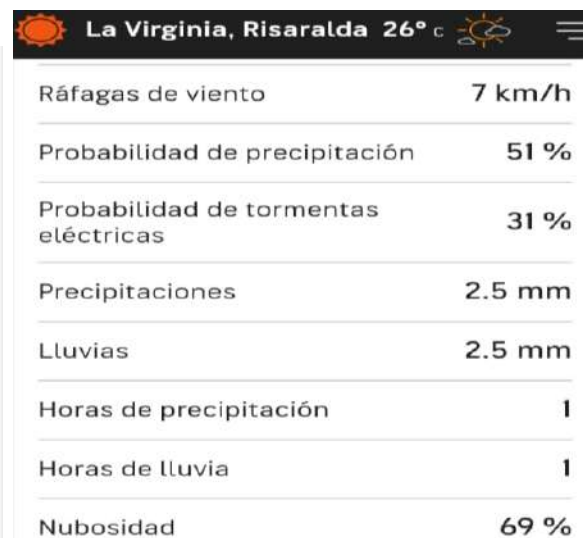 La Virginia, Risaralda 26° c
Ráfagas de viento 7 km/h
Probabilidad de precipitación 51 %
Probabilidad de tormentas
eléctricas 31 %
Precipitaciones 2.5 mm
Lluvias 2.5 mm
Horas de precipitación 1
Horas de lluvia 1
Nubosidad 69 %